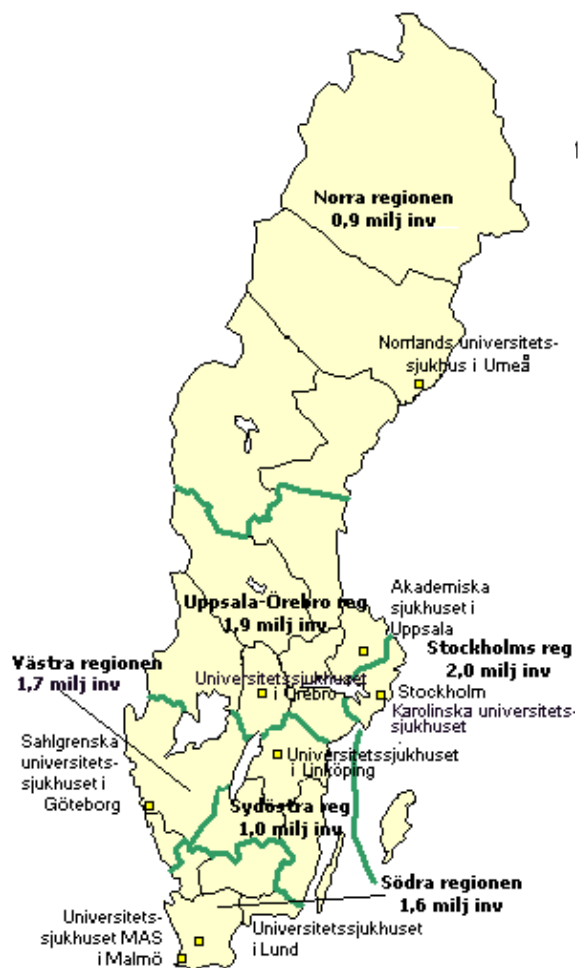 Norra regionen
0,9 milj inv
Norrlands universitets-
sjukhus i Umeå
Uppsala-Örebro reg
1,9 milj inv
Akademiska
sjukhuset i
Uppsala
Stockholms reg
2,0 milj inv
Västra regionen
1,7 milj inv
Universitetssjukhuset
i Örebro
Stockholm
Karolinska universitets-
sjukhuset
Sahlgrenska
universitets-
sjukhuset i
Göteborg
Universitetssjukhuset
i Linköping
Sydöstra reg
1,0 milj inv
Södra regionen
1,6 milj inv
Universitets-
sjukhuset MAS
i Malmö
Universitetssjukhuset
i Lund